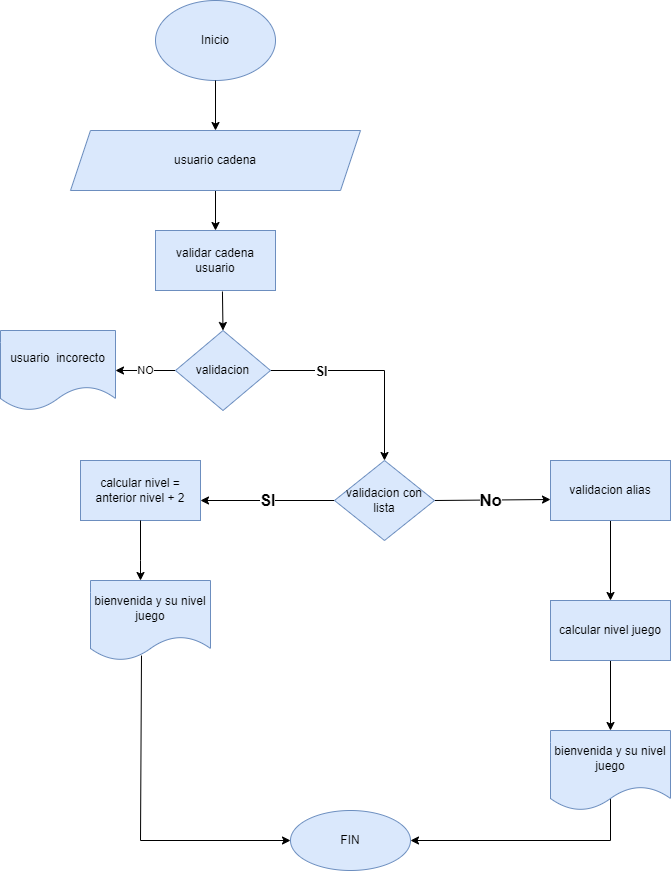 Inicio
usuario cadena
validar cadena
usuario
usuario  incorecto
NO
validacion
SI
calcular nivel =
anterior nivel + 2
SI
validacion con
lista
No
validacion alias
bienvenida y su nivel
juego
calcular nivel juego
bienvenida y su nivel
juego
FIN